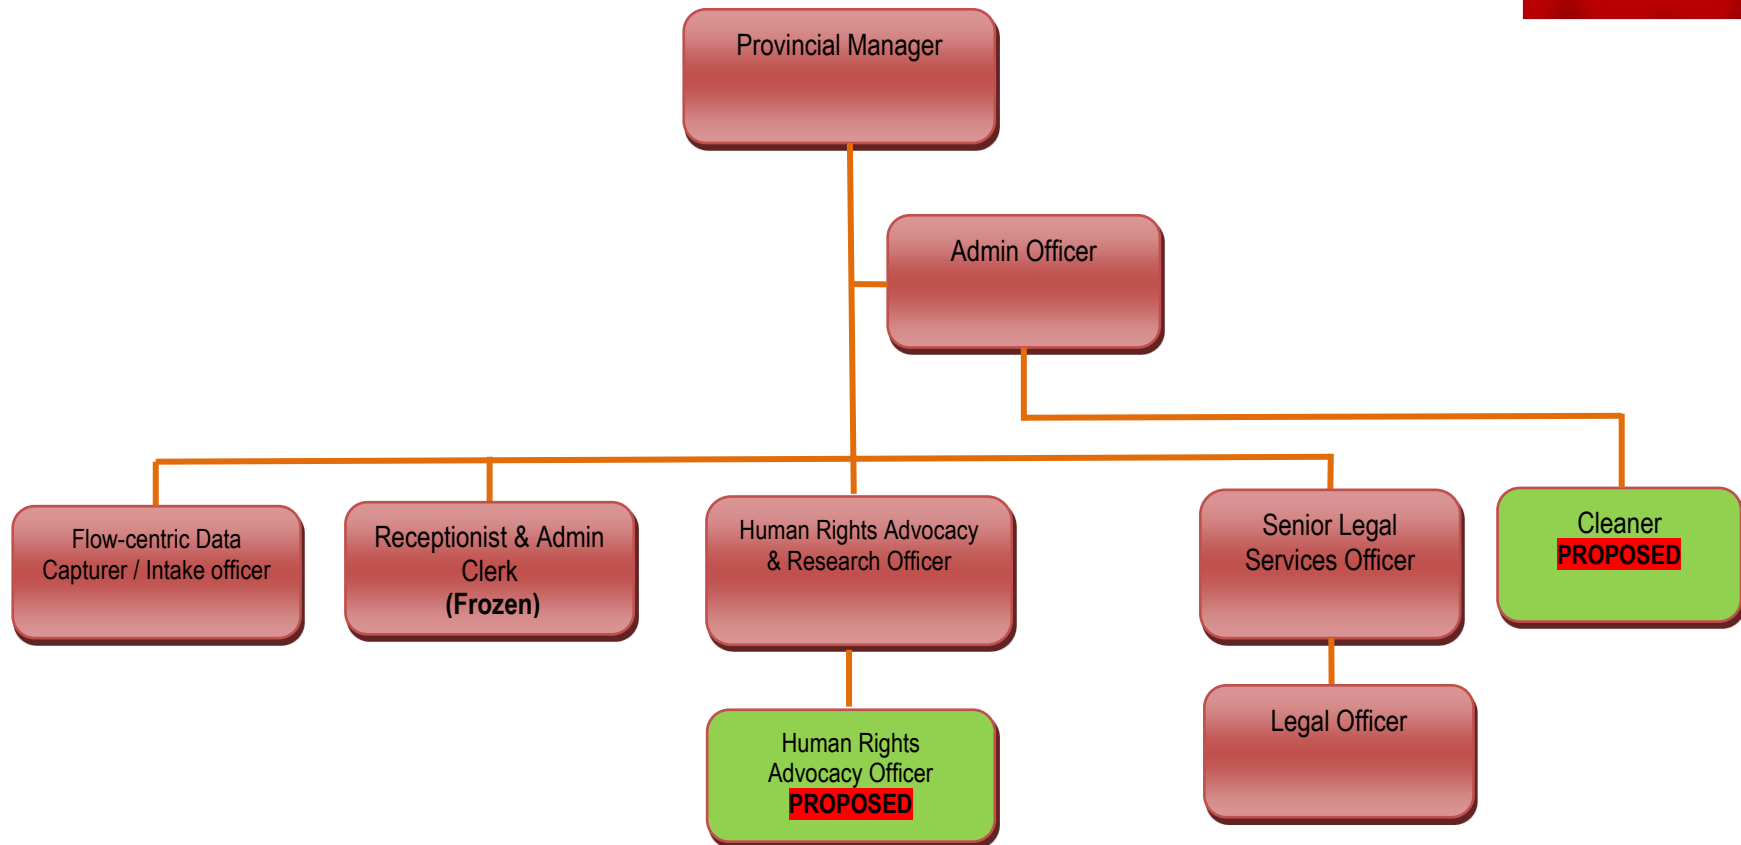 Provincial Manager
Admin Officer
Flow-centric Data
Capturer / Intake officer
Receptionist & Admin
Clerk
(Frozen)
Human Rights Advocacy
& Research Officer
Senior Legal
Services Officer
Cleaner
PROPOSED
Human Rights
Advocacy Officer
PROPOSED
Legal Officer